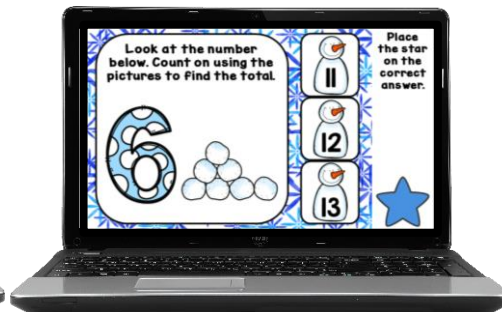 Look at the number
below. Count on using the
pictures to find the total.
6
11
12
13
Place
the star
on the
correct
answer.